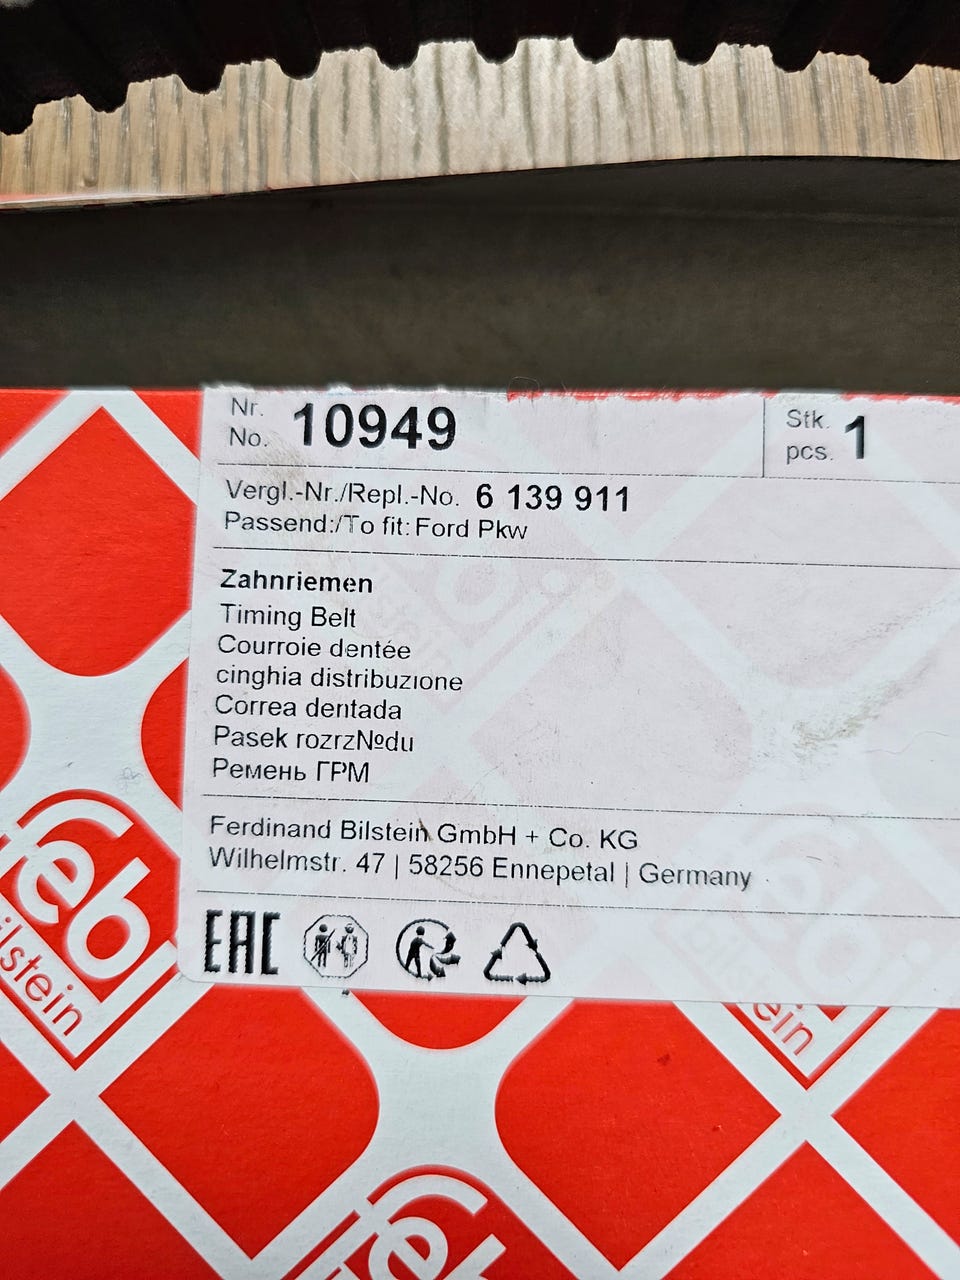 Nr.
No. 10949
Stk.
pcs. 1
Vergl.-Nr./Repl.-No. 6 139 911
Passend:/To fit: Ford Pkw
Zahnriemen
Timing Belt
Courroie dentée
cinghia distribuzione
Correa dentada
Pasek rozrz№du
Ремень ГРМ
Ferdinand Bilstein GmbH + Co. KG
Wilhelmstr. 47 | 58256 Ennepetal | Germany
EAC
febi
bilstein
ein
feb